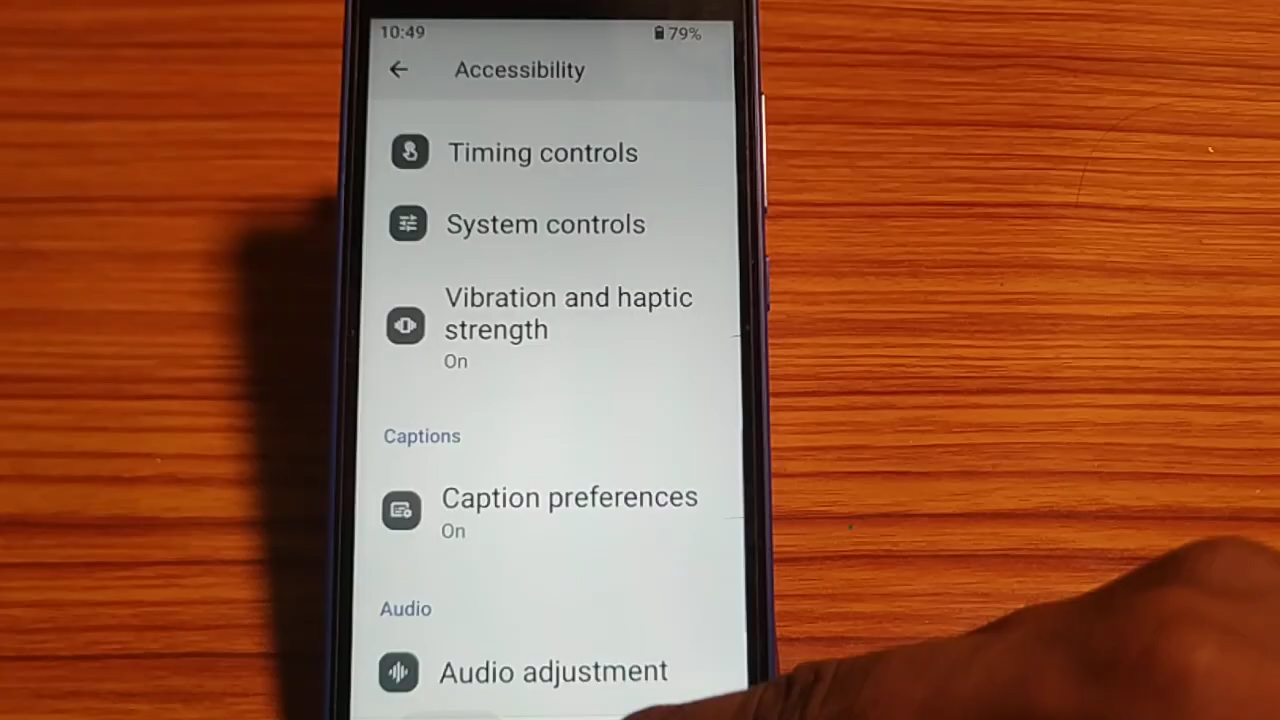 10:49 79%
Accessibility
Timing controls
System controls
Vibration and haptic
strength
On
Captions
Caption preferences
On
Audio
Audio adjustment